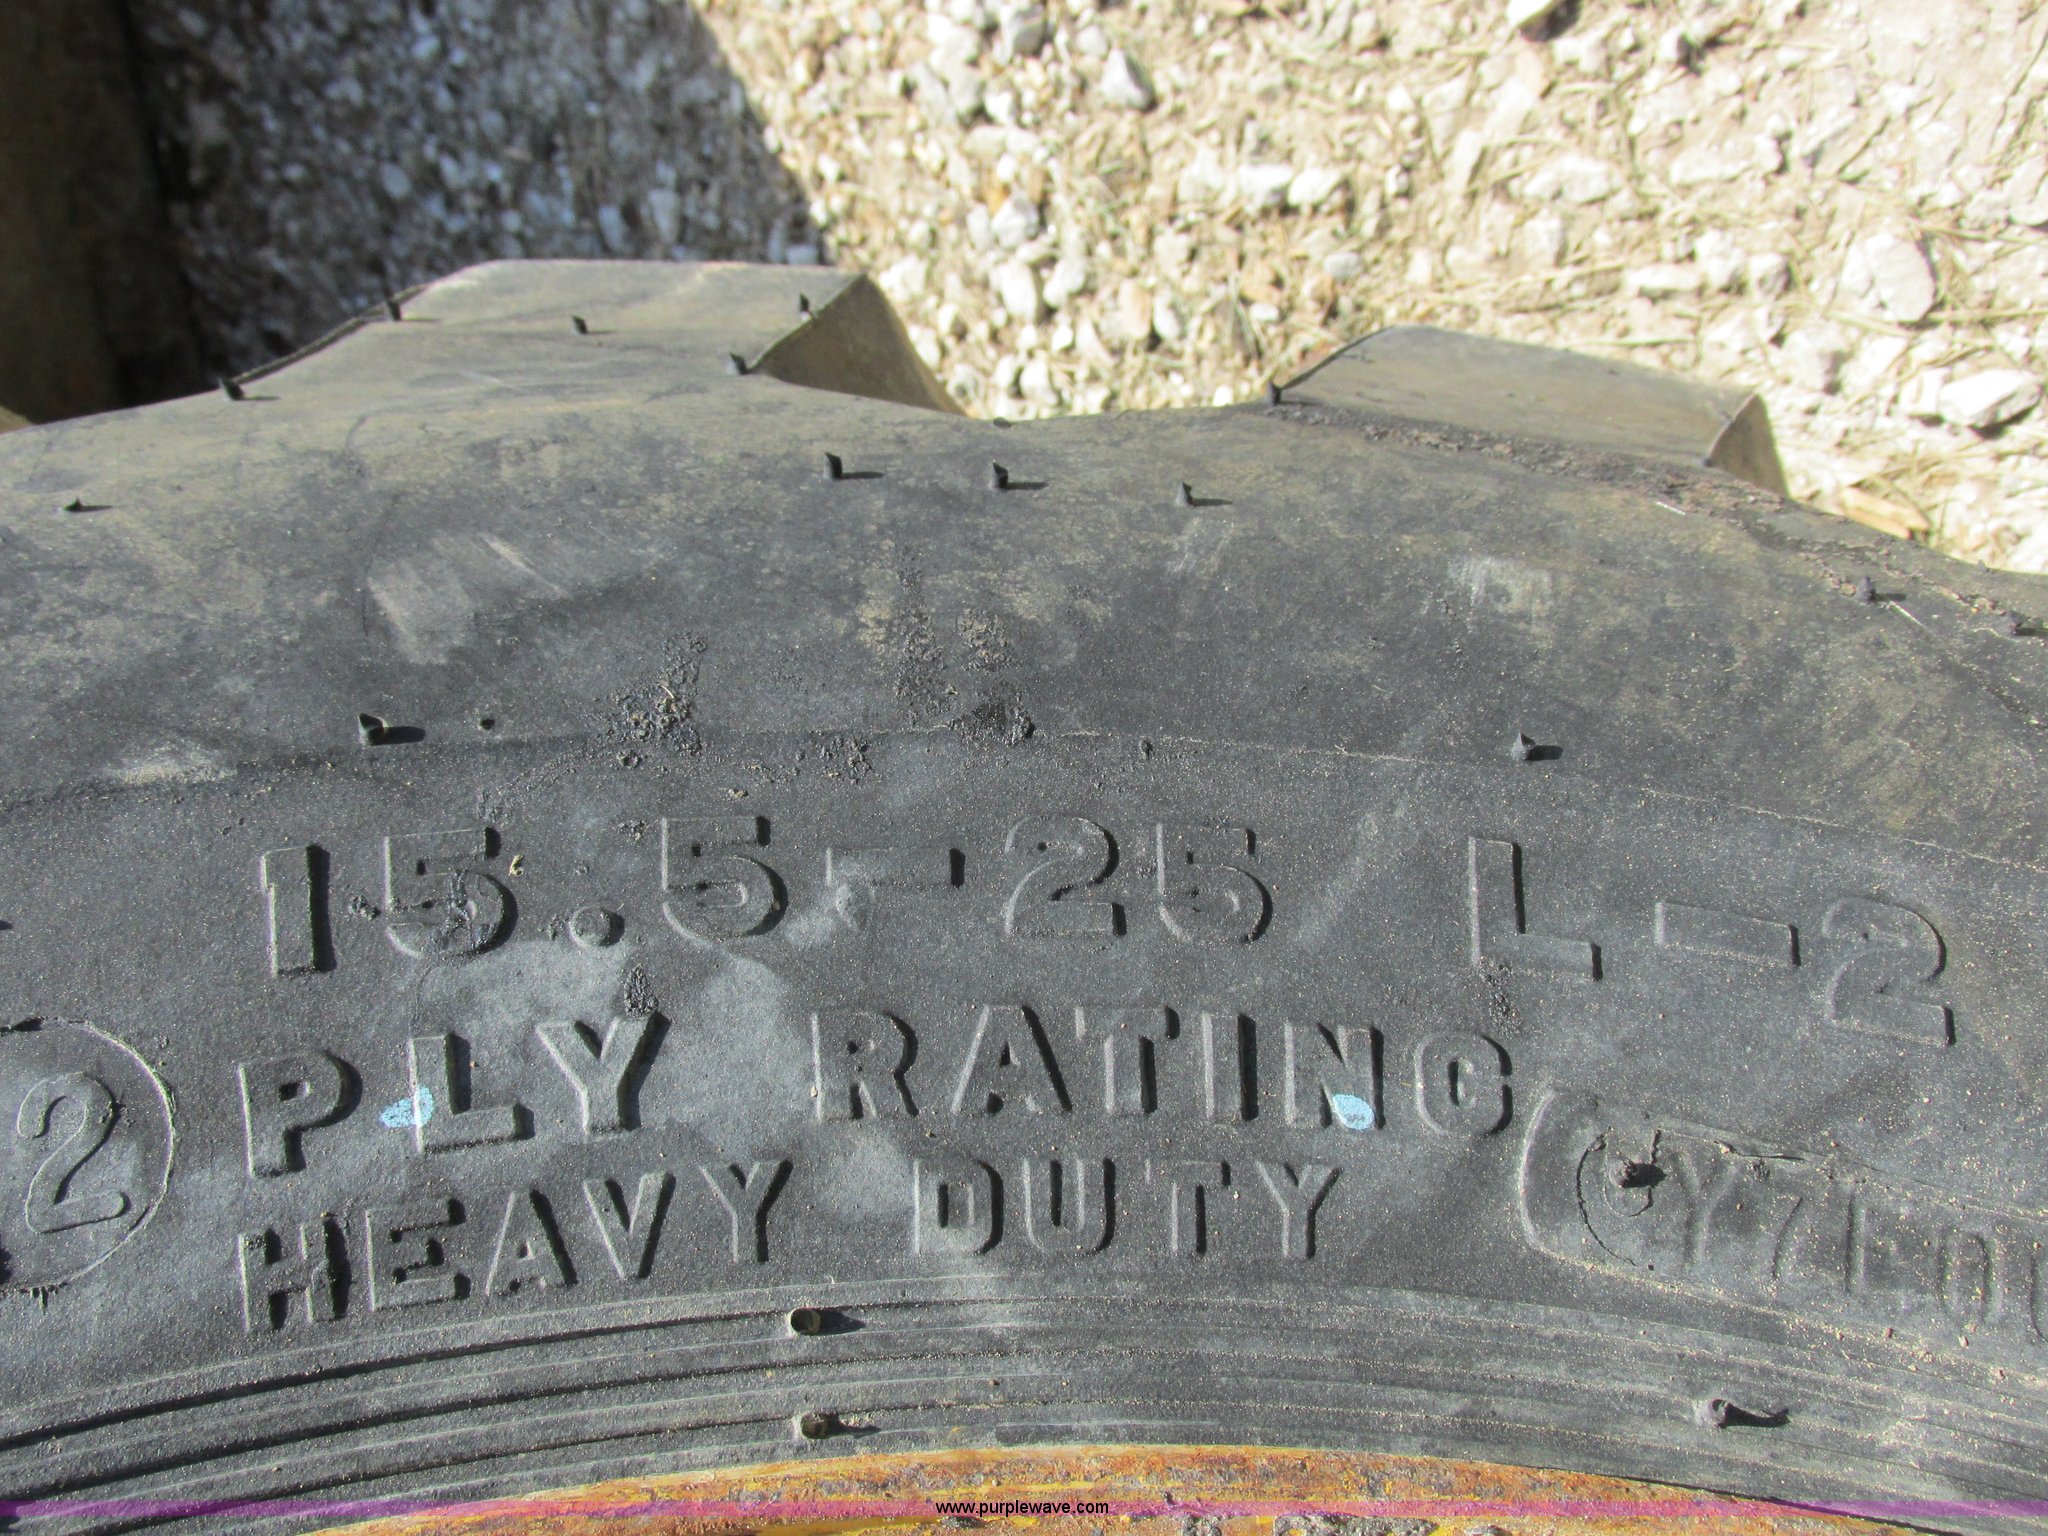 15.5-25 L-2
2 PLY RATING
HEAVY DUTY
www.purplewave.com